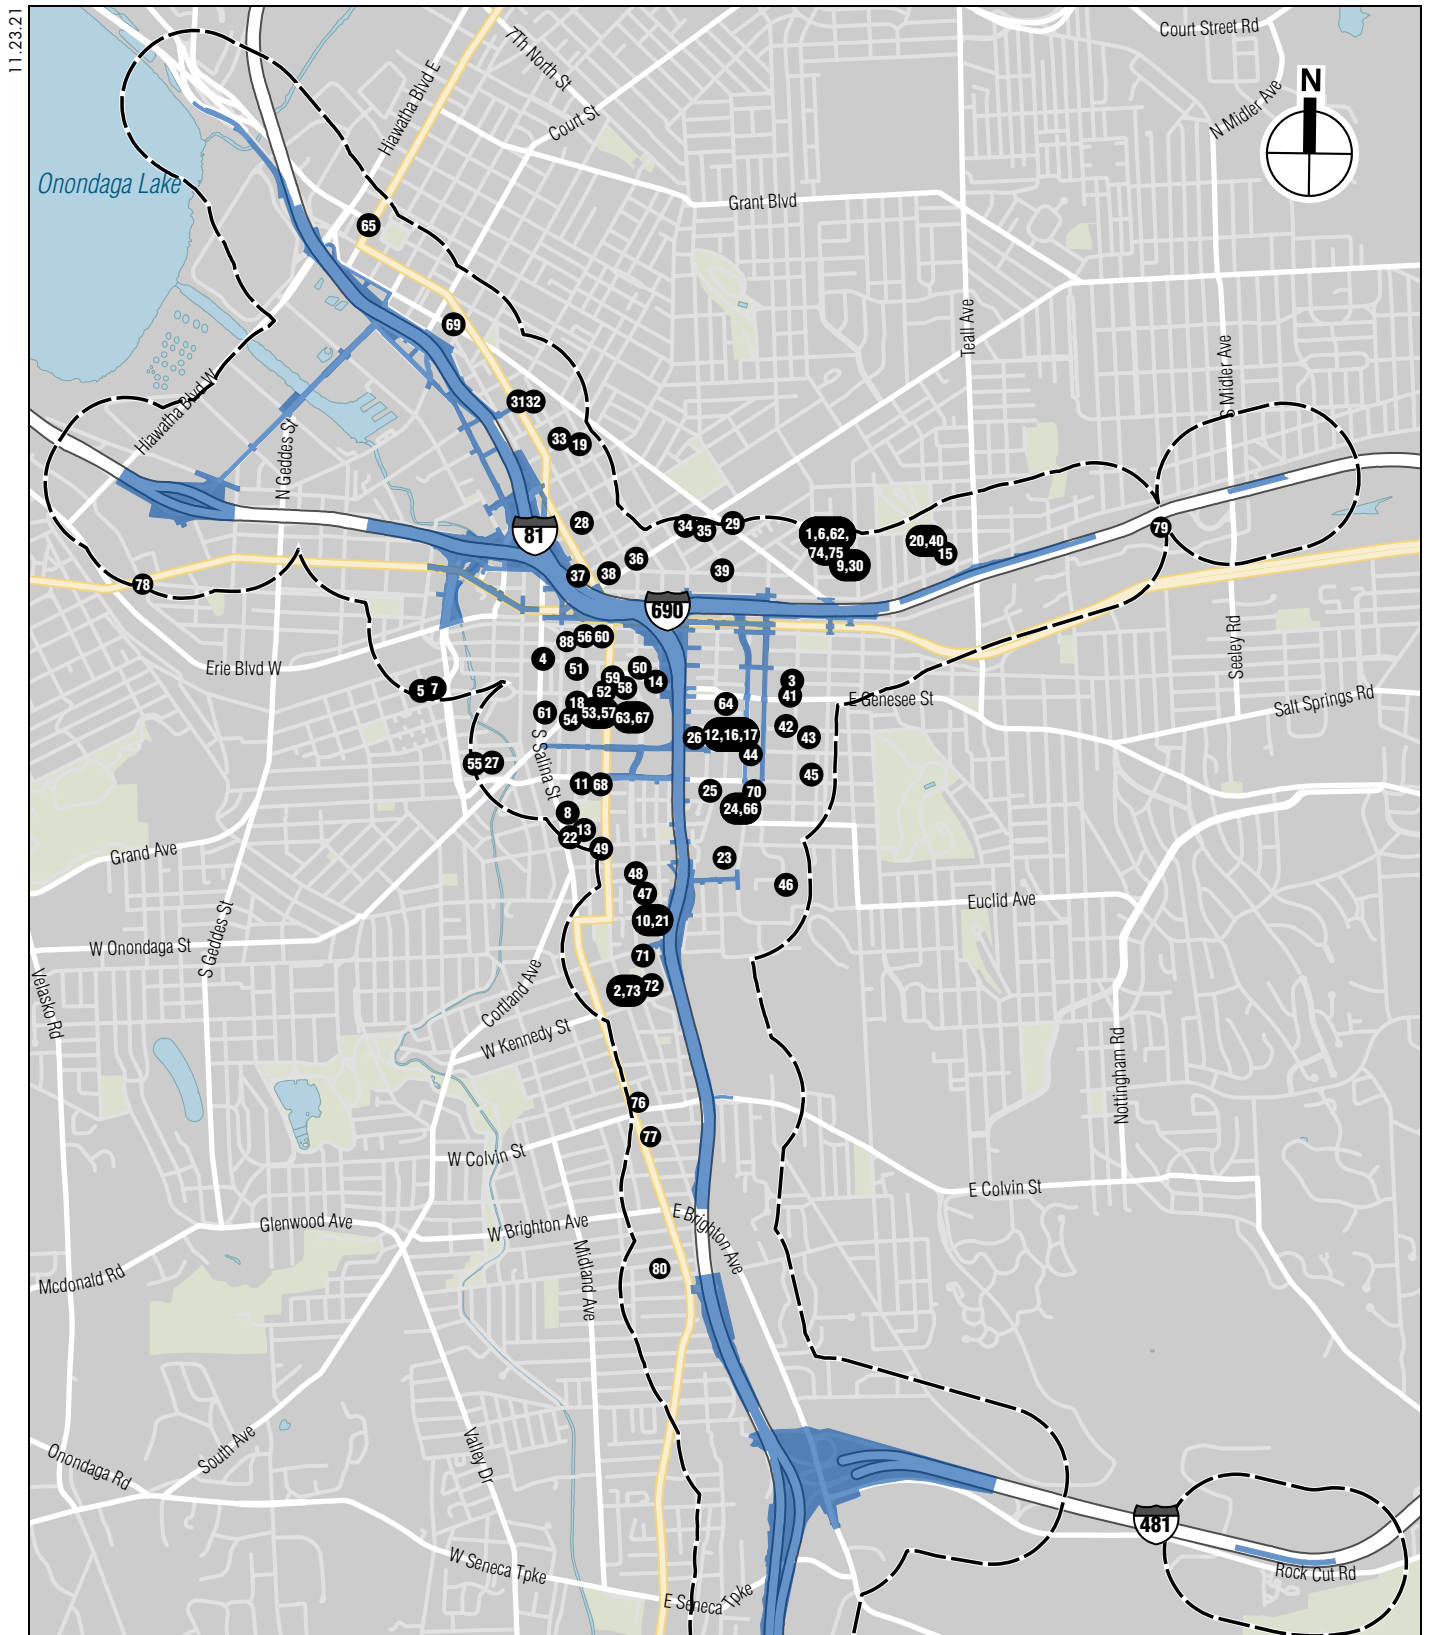 11.23.21
Court Street Rd
7Th North St
N
Hiawatha Blvd E
Court St
N Midler Ave
Onondaga Lake
Grant Blvd
65
69
Teall Ave
S Midler Ave
3132
Hiawatha Blvd W
N Geddes St
33
19
81
28
34
35
29
1,6,62,
74,75
9,30
20,40
15
79
36
37
38
39
78
690
88
56
60
4
51
50
14
59
58
52
18
53,57
63,67
61
54
5
7
Erie Blvd W
3
41
64
E Genesee St
Seeley Rd
Salt Springs Rd
42
43
26
12,16,17
44
45
S Salina St
55
27
11
68
25
70
24,66
8
13
22
49
Grand Ave
23
48
46
47
Euclid Ave
10,21
S Geddes St
W Onondaga St
71
2,73
72
Velasko Rd
Cortland Ave
W Kennedy St
Nottingham Rd
76
77
W Colvin St
E Colvin St
Glenwood Ave
W Brighton Ave
E Brighton Ave
Midland Ave
80
Mcdonald Rd
South Ave
Valley Dr
Onondaga Rd
481
W Seneca Tpke
E Seneca Tpke
Rock Cut Rd